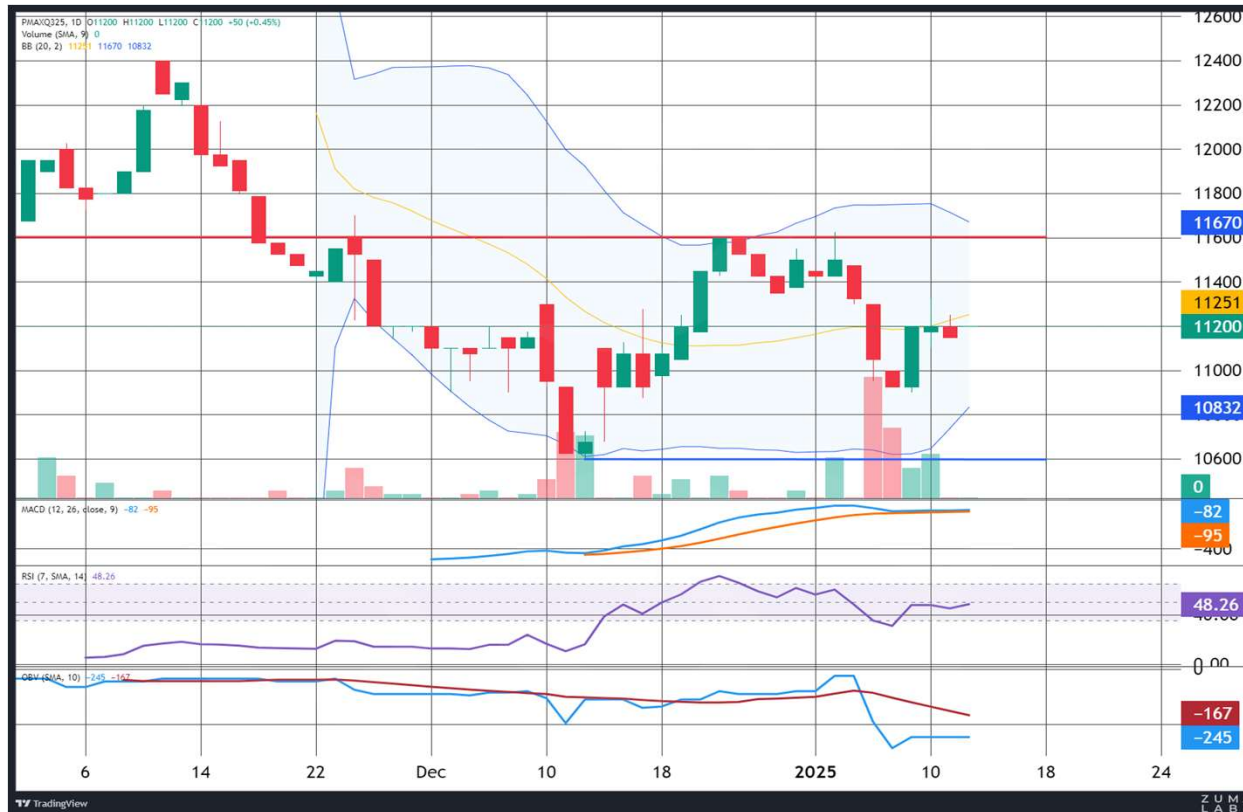 PMAXQ325, 1D O11200 H11200 L11200 C11200 +50 (+0.45%)
Volume (SMA, 9) 0
BB (20, 2) 11251 11670 10832
12600
12400
12200
12000
11800
11670
11600
11400
11251
11200
11000
10832
10600
0
MACD (12, 26, close, 9) -82 -95
-82
-95
-400
RSI (7, SMA, 14) 48.26
48.26
0.00
OBV (SMA, 10) -245 -167
0
-167
-245
6 14 22 Dec 10 18 2025 10 18 24
TradingView
ZUM
LAB